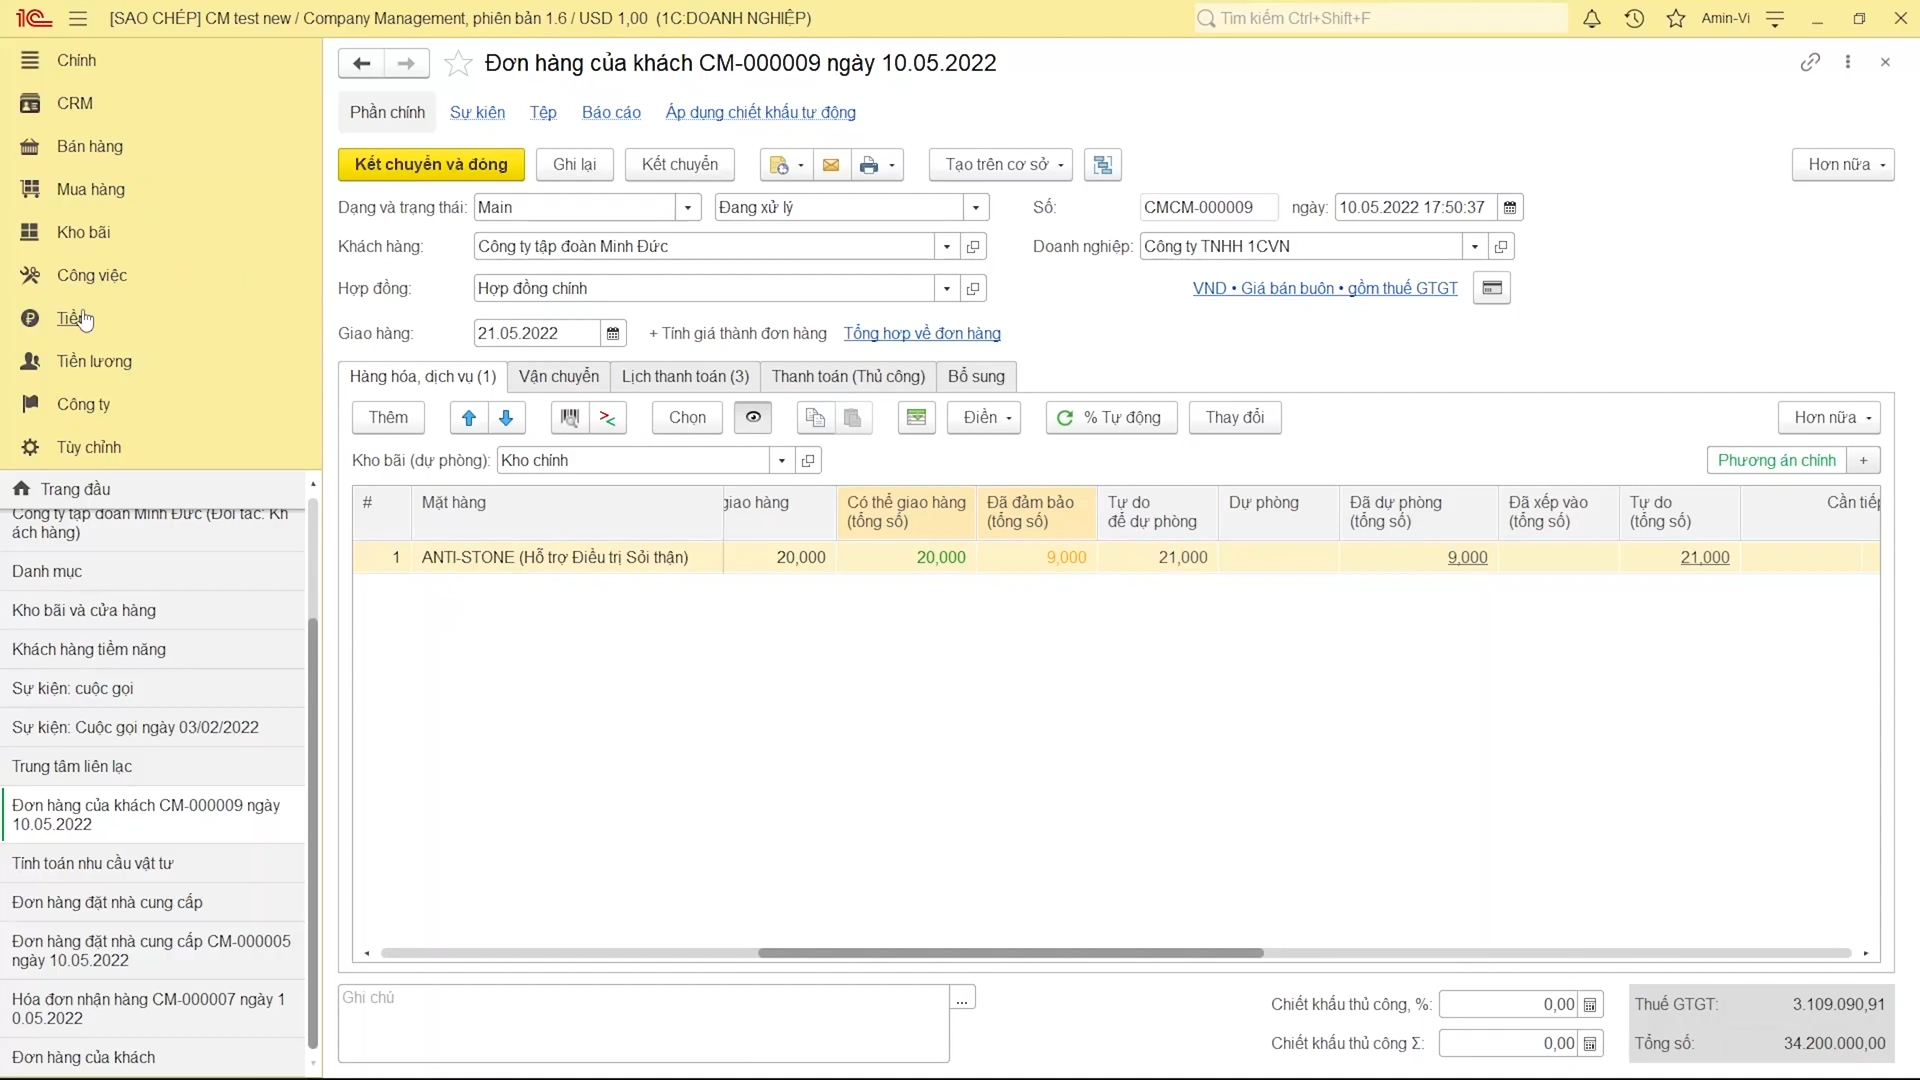 [SAO CHÉP] CM test new / Company Management, phiên bản 1.6 / USD 1,00 (1C:DOANH NGHIỆP)
Tìm kiếm Ctrl+Shift+F
Amin-Vi
Chính
CRM
Bán hàng
Mua hàng
Kho bãi
Công việc
Tiền lương
Công ty
Tùy chỉnh
Trang đầu
Công ty tập đoàn Minh Đức (Đối tác: Kh
ách hàng)
Danh mục
Kho bãi và cửa hàng
Khách hàng tiềm năng
Sự kiện: cuộc gọi
Sự kiện: Cuộc gọi ngày 03/02/2022
Trung tâm liên lạc
Đơn hàng của khách CM-000009 ngày
10.05.2022
Tính toán nhu cầu vật tư
Đơn hàng đặt nhà cung cấp
Đơn hàng đặt nhà cung cấp CM-000005
ngày 10.05.2022
Hóa đơn nhận hàng CM-000007 ngày 1
0.05.2022
Đơn hàng của khách
Đơn hàng của khách CM-000009 ngày 10.05.2022
Phần chính Sự kiện Tệp Báo cáo Áp dụng chiết khấu tự động
Kết chuyển và đóng Ghi lại Kết chuyển Tạo trên cơ sở Hơn nữa
Dạng và trạng thái: Main Đang xử lý Số: CMCM-000009 ngày: 10.05.2022 17:50:37
Khách hàng: Công ty tập đoàn Minh Đức Doanh nghiệp: Công ty TNHH 1CVN
Hợp đồng: Hợp đồng chính VND • Giá bán buôn • gồm thuế GTGT
Giao hàng: 21.05.2022 + Tính giá thành đơn hàng Tổng hợp về đơn hàng
Hàng hóa, dịch vụ (1) Vận chuyển Lịch thanh toán (3) Thanh toán (Thủ công) Bổ sung
Thêm Chọn Điền % Tự động Thay đổi Hơn nữa
Kho bãi (dự phòng): Kho chính Phương án chính +
# Mặt hàng giao hàng Có thể giao hàng (tổng số) Đã đảm bảo (tổng số) Tự do để dự phòng Dự phòng Đã dự phòng (tổng số) Đã xếp vào (tổng số) Tự do (tổng số) Cần tiếp
1 ANTI-STONE (Hỗ trợ Điều trị Sỏi thận) 20,000 20,000 9,000 21,000 9,000 21,000
Ghi chú ...
Chiết khấu thủ công, %: 0,00 Thuế GTGT: 3.109.090,91
Chiết khấu thủ công Σ: 0,00 Tổng số: 34.200.000,00